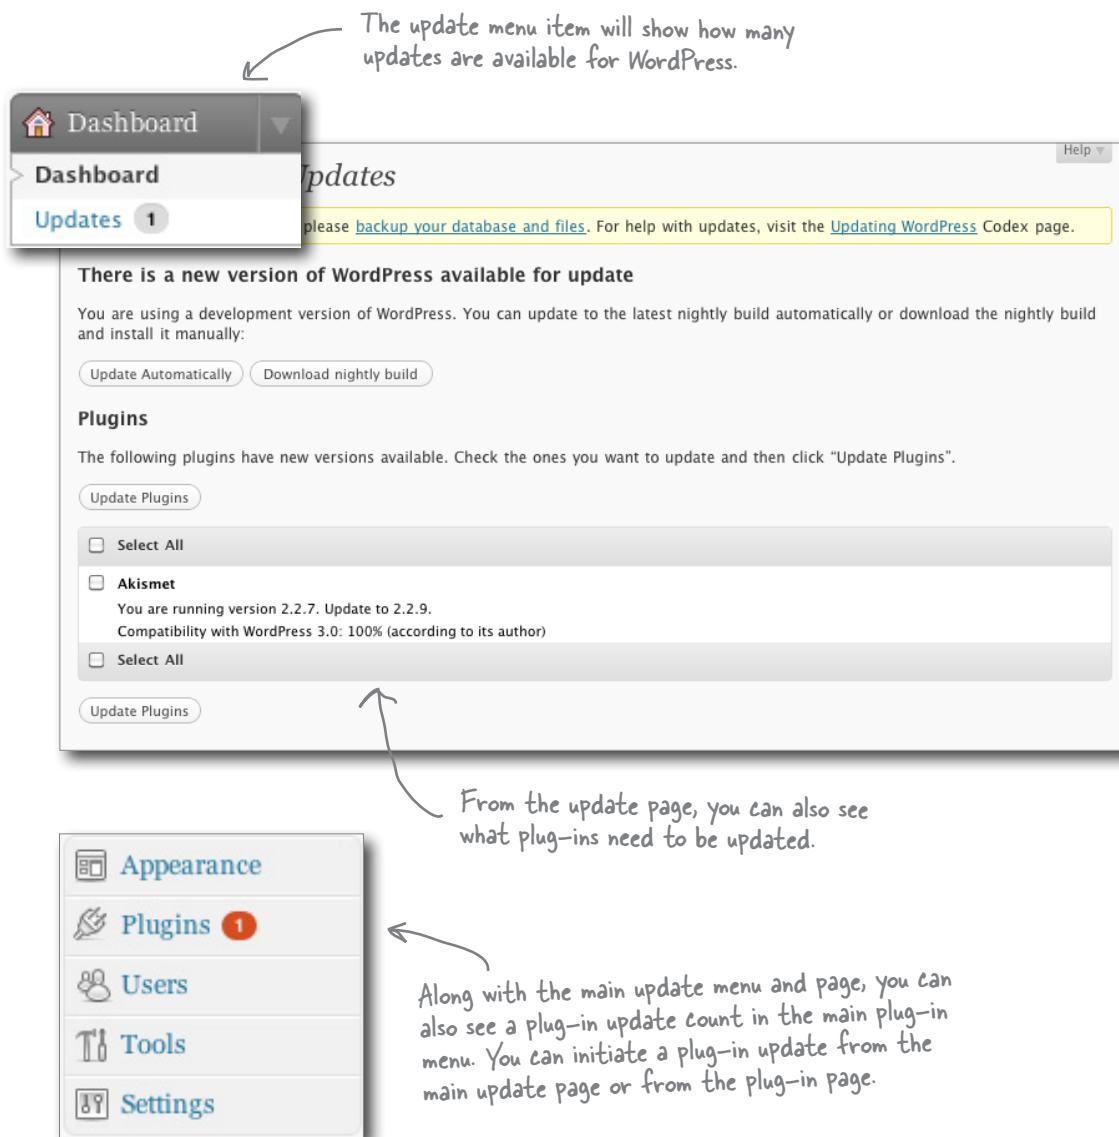 The update menu item will show how many
updates are available for WordPress.
Dashboard
Dashboard
Updates 1
Help
Updates
please backup your database and files. For help with updates, visit the Updating WordPress Codex page.
There is a new version of WordPress available for update
You are using a development version of WordPress. You can update to the latest nightly build automatically or download the nightly build
and install it manually:
Update Automatically Download nightly build
Plugins
The following plugins have new versions available. Check the ones you want to update and then click “Update Plugins”.
Update Plugins
Select All
Akismet
You are running version 2.2.7. Update to 2.2.9.
Compatibility with WordPress 3.0: 100% (according to its author)
Select All
Update Plugins
From the update page, you can also see
what plug-ins need to be updated.
Appearance
Plugins 1
Users
Tools
Settings
Along with the main update menu and page, you can
also see a plug-in update count in the main plug-in
menu. You can initiate a plug-in update from the
main update page or from the plug-in page.